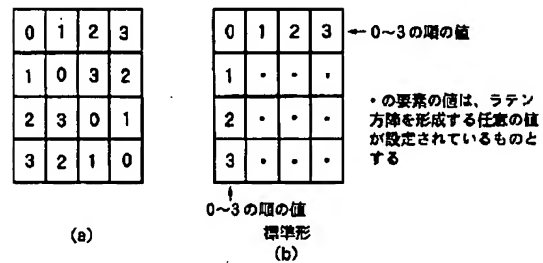 0 1 2 3
1 0 3 2
2 3 0 1
3 2 1 0
(a)
0 1 2 3
1 ・ ・ ・
2 ・ ・ ・
3 ・ ・ ・
←0～3の順の値
0～3の順の値
標準形
(b)
・の要素の値は、ラテン
方陣を形成する任意の値
が設定されているものと
する